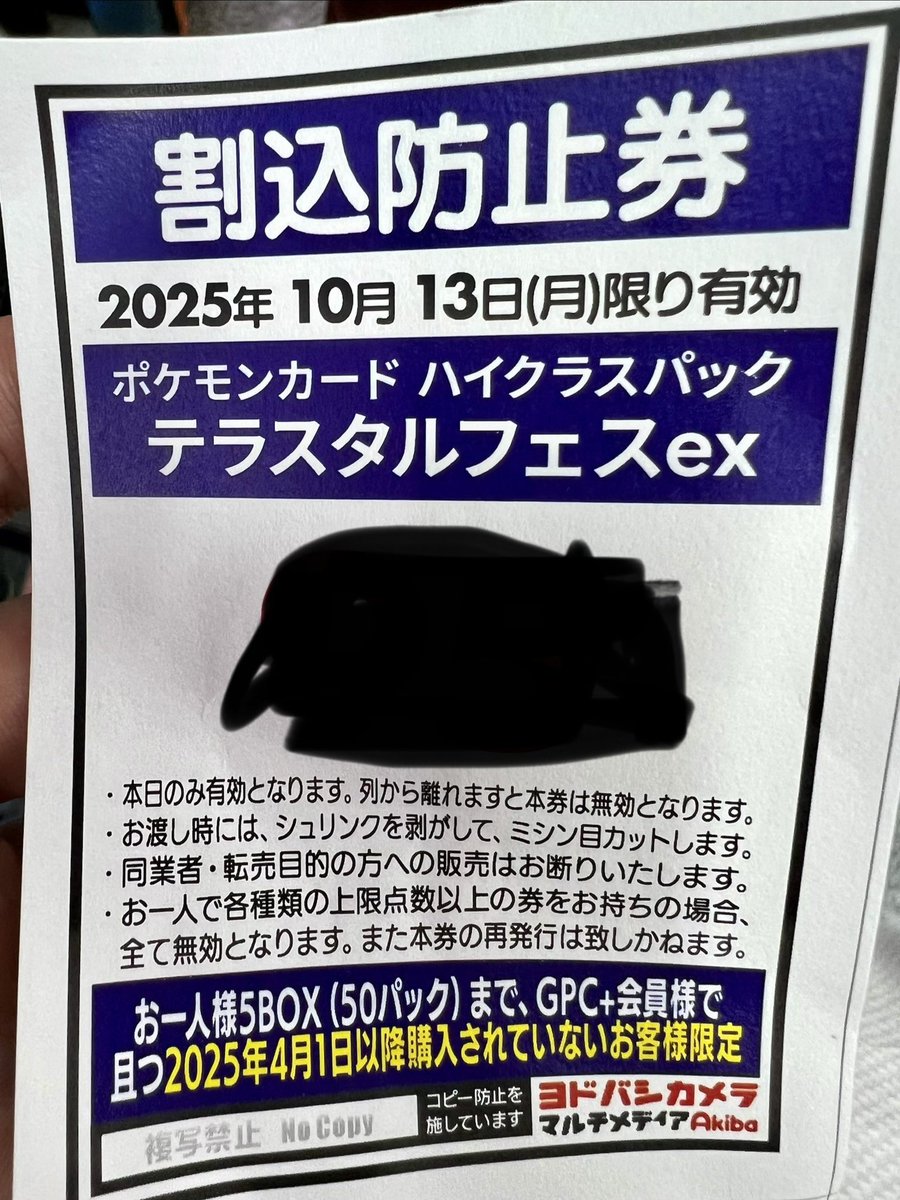 割込防止券
2025年 10月 13日(月)限り有効
ポケモンカード ハイクラスパック
テラスタルフェスex
・本日のみ有効となります。列から離れますと本券は無効となります。
・お渡し時には、シュリンクを剥がして、ミシン目カットします。
・同業者・転売目的の方への販売はお断りいたします。
・お一人で各種類の上限点数以上の券をお持ちの場合、
全て無効となります。また本券の再発行は致しかねます。
お一人様5BOX(50パック)まで、GPC+会員様で
且つ2025年4月1日以降購入されていないお客様限定
複写禁止 No Copy
コピー防止を
施しています
ヨドバシカメラ
マルチメディアAkiba